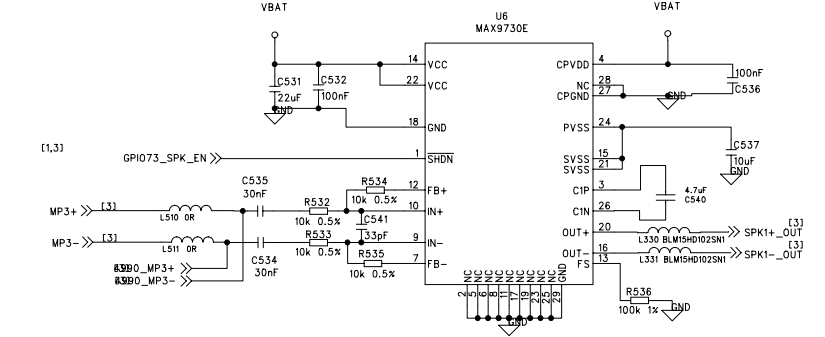 VBAT
U6
MAX9730E
VBAT
14
VCC
22
VCC
C531
22uF
C532
100nF
GND
18
GND
4
CPVDD
28
NC
27
CPGND
100nF
C536
GND
24
PVSS
15
SVSS
21
SVSS
C537
10uF
GND
[1,3]
GPIO73_SPK_EN
1
SHDN
12
FB+
R534
10k 0.5%
3
C1P
4.7uF
C540
26
C1N
C535
30nF
MP3+
[3]
L510 0R
R532
10k 0.5%
10
IN+
C541
33pF
20
OUT+
L330 BLM15HD102SN1
[3]
SPK1+_OUT
MP3-
[3]
L511 0R
C534
30nF
R533
10k 0.5%
9
IN-
16
OUT-
L331 BLM15HD102SN1
[3]
SPK1-_OUT
R535
10k 0.5%
7
FB-
13
FS
R536
100k 1%
GND
NC NC NC NC NC NC NC NC NC GND
2 5 6 8 11 17 19 23 25 29
GND